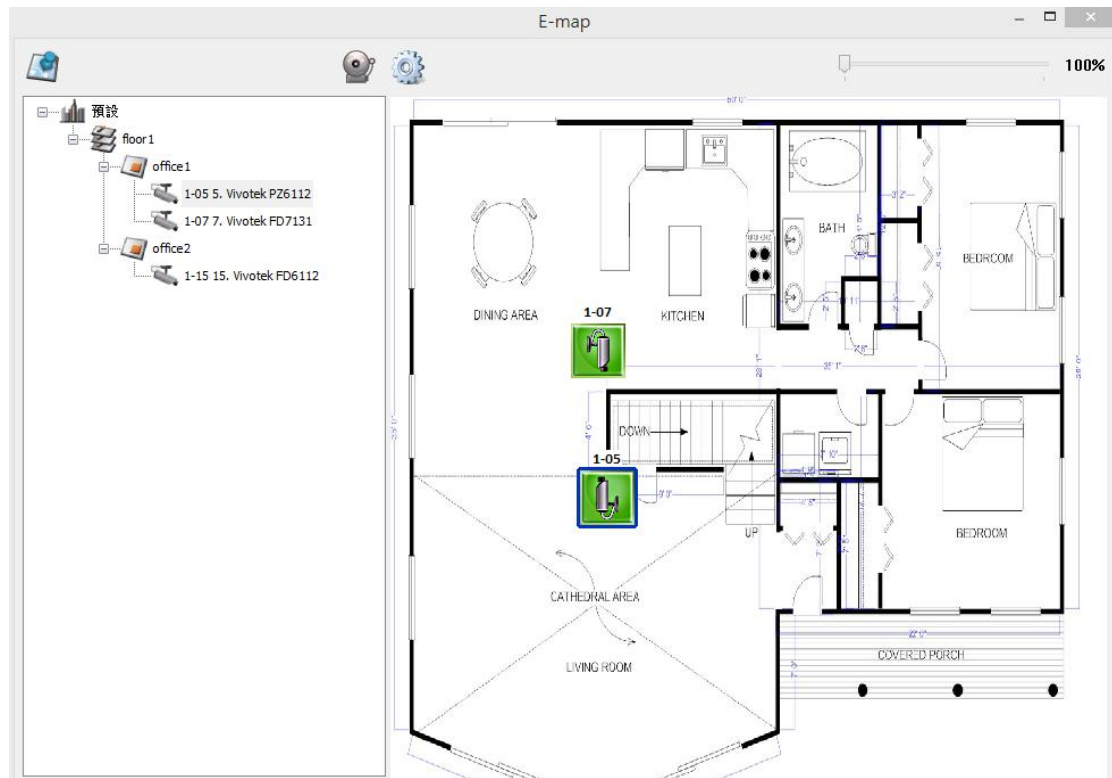 E-map
100%
預設
floor1
office1
1-05 5. Vivotek PZ6112
1-07 7. Vivotek FD7131
office2
1-15 15. Vivotek FD6112
BATH
BEDROOM
DINING AREA
1-07
KITCHEN
DOWN
1-05
UP
BEDROOM
CATHEDRAL AREA
LIVING ROOM
COVERED PORCH